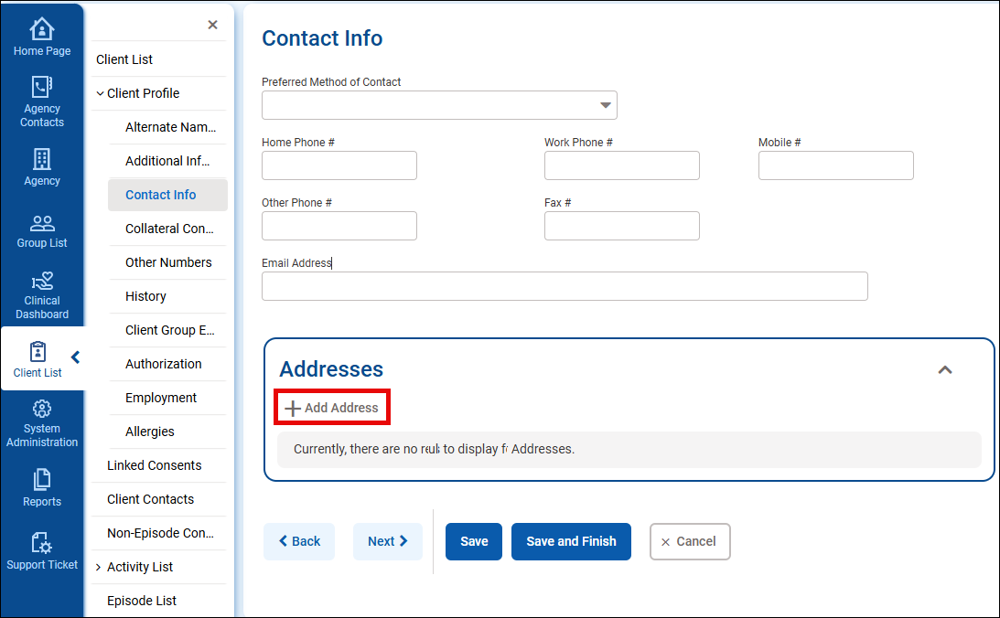 Home Page
Agency
Contacts
Agency
Group List
Clinical
Dashboard
Client List
System
Administration
Reports
Support Ticket
Client List
Client Profile
Alternate Nam...
Additional Inf...
Contact Info
Collateral Con...
Other Numbers
History
Client Group E...
Authorization
Employment
Allergies
Linked Consents
Client Contacts
Non-Episode Con...
Activity List
Episode List
Contact Info
Preferred Method of Contact
Home Phone # Work Phone # Mobile #
Other Phone # Fax #
Email Address
Addresses
Add Address
Currently, there are no to display Addresses.
Back Next Save Save and Finish Cancel